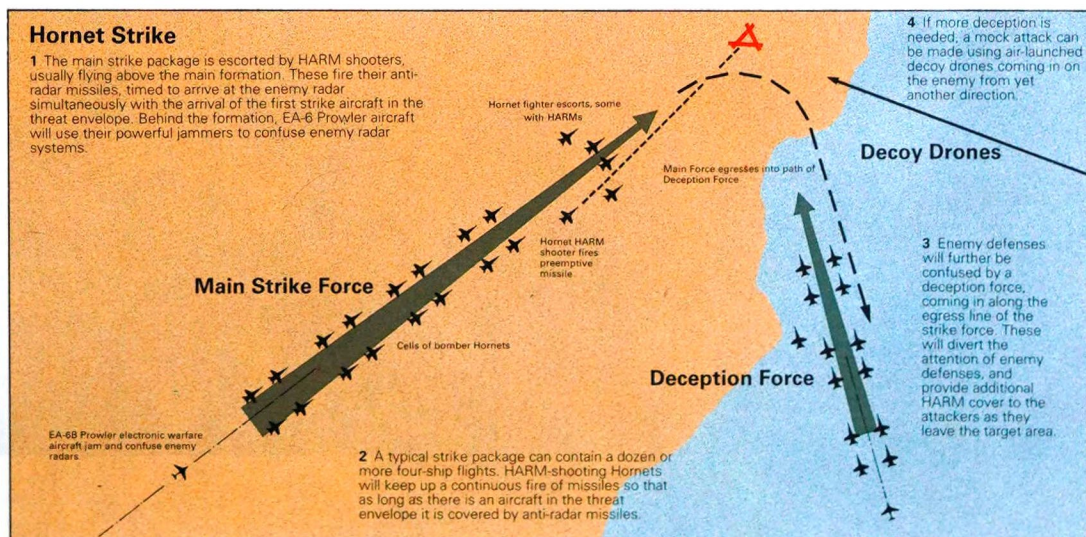 Hornet Strike
1 The main strike package is escorted by HARM shooters,
usually flying above the main formation. These fire their anti-
radar missiles, timed to arrive at the enemy radar
simultaneously with the arrival of the first strike aircraft in the
threat envelope. Behind the formation, EA-6 Prowler aircraft
will use their powerful jammers to confuse enemy radar
systems.
4 If more deception is
needed, a mock attack can
be made using air-launched
decoy drones coming in on
the enemy from yet
another direction.
Hornet fighter escorts, some
with HARMs
Decoy Drones
Main Force egresses into path of
Deception Force
Hornet HARM
shooter fires
preemptive
missile
Main Strike Force
3 Enemy defenses
will further be
confused by a
deception force,
coming in along the
egress line of the
strike force. These
will divert the
attention of enemy
defenses, and
provide additional
HARM cover to the
attackers as they
leave the target area.
Cells of bomber Hornets
Deception Force
EA-6B Prowler electronic warfare
aircraft jam and confuse enemy
radars
2 A typical strike package can contain a dozen or
more four-ship flights. HARM-shooting Hornets
will keep up a continuous fire of missiles so that
as long as there is an aircraft in the threat
envelope it is covered by anti-radar missiles.